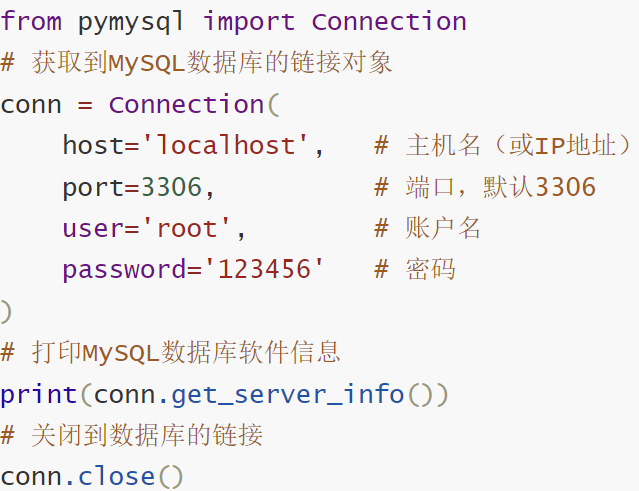 from pymysql import Connection
# 获取到MySQL数据库的链接对象
conn = Connection(
    host='localhost',   # 主机名（或IP地址）
    port=3306,          # 端口，默认3306
    user='root',        # 账户名
    password='123456'   # 密码
)
# 打印MySQL数据库软件信息
print(conn.get_server_info())
# 关闭到数据库的链接
conn.close()